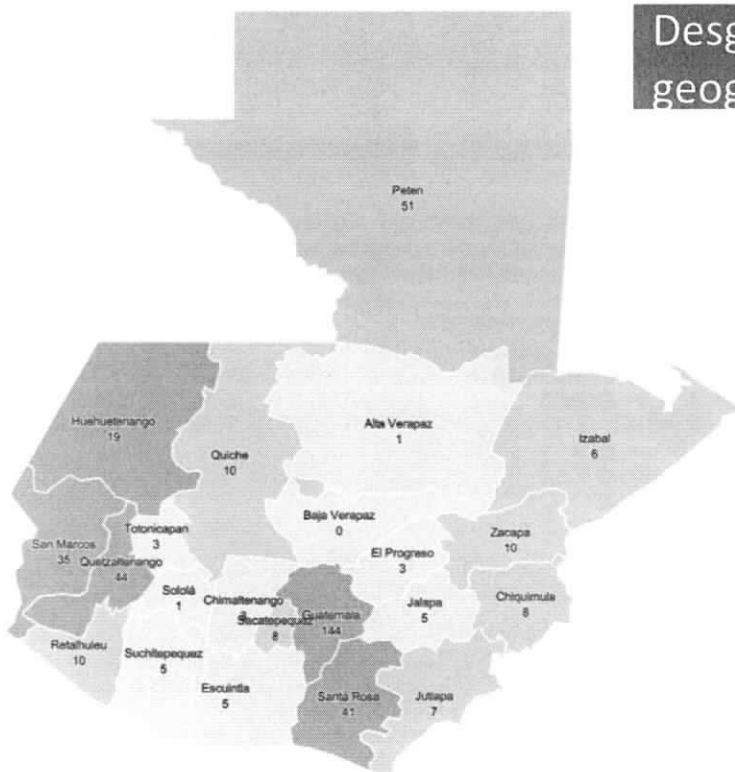 Desg
geog
Peten
51
Huehuetenango
19
Quiche
10
Alta Verapaz
1
Izabal
6
Baja Verapaz
0
Totonicapan
3
San Marcos
35
Quetzaltenango
44
El Progreso
3
Zacapa
10
Sololá
1
Chimaltenango
Sacatepequez
8
Guatemala
144
Jalapa
5
Chiquimula
Retalhuleu
10
Suchitepequez
5
Escuintla
5
Santa Rosa
41
Jutiapa
7